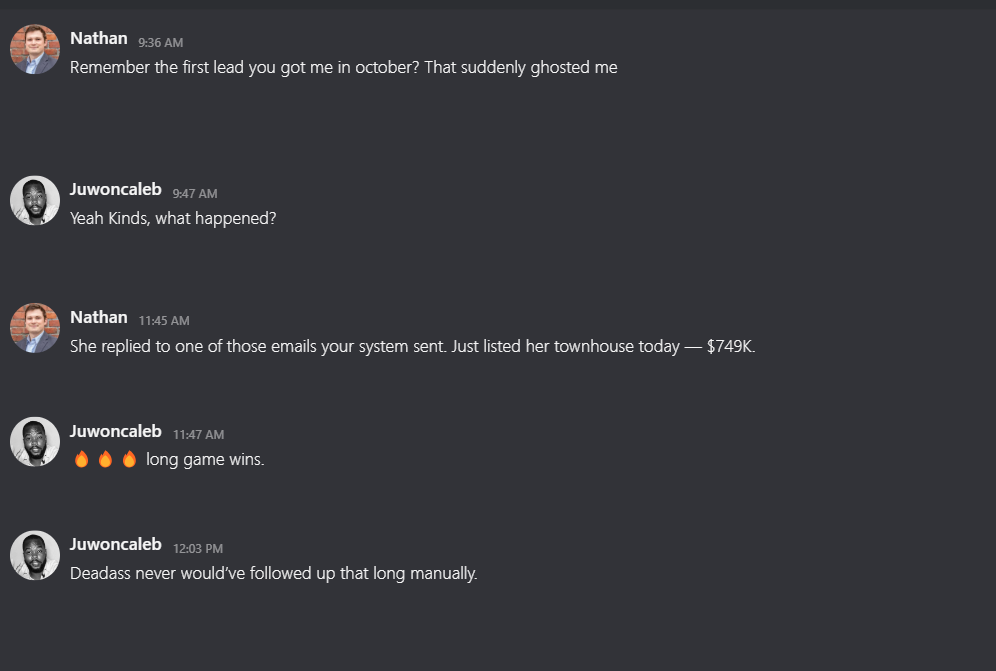 Nathan 9:36 AM
Remember the first lead you got me in october? That suddenly ghosted me
Juwoncaleb 9:47 AM
Yeah Kinds, what happened?
Nathan 11:45 AM
She replied to one of those emails your system sent. Just listed her townhouse today — $749K.
Juwoncaleb 11:47 AM
🔥 🔥 🔥 long game wins.
Juwoncaleb 12:03 PM
Deadass never would’ve followed up that long manually.